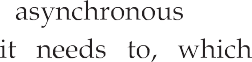 asynchronous
it needs to, which